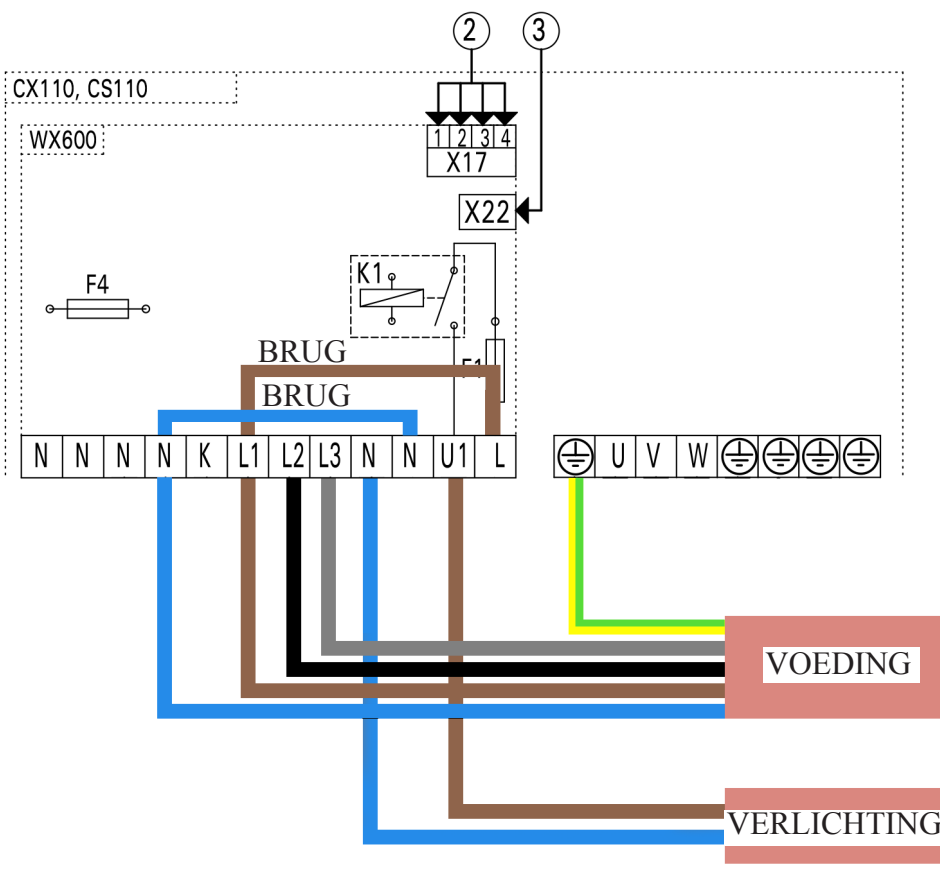 2 3
CX110, CS110
WX600
1 2 3 4
X17
X22
K1
F4
BRUG
F1
BRUG
N N N N K L1 L2 L3 N N U1 L U V W
VOEDING
VERLICHTING